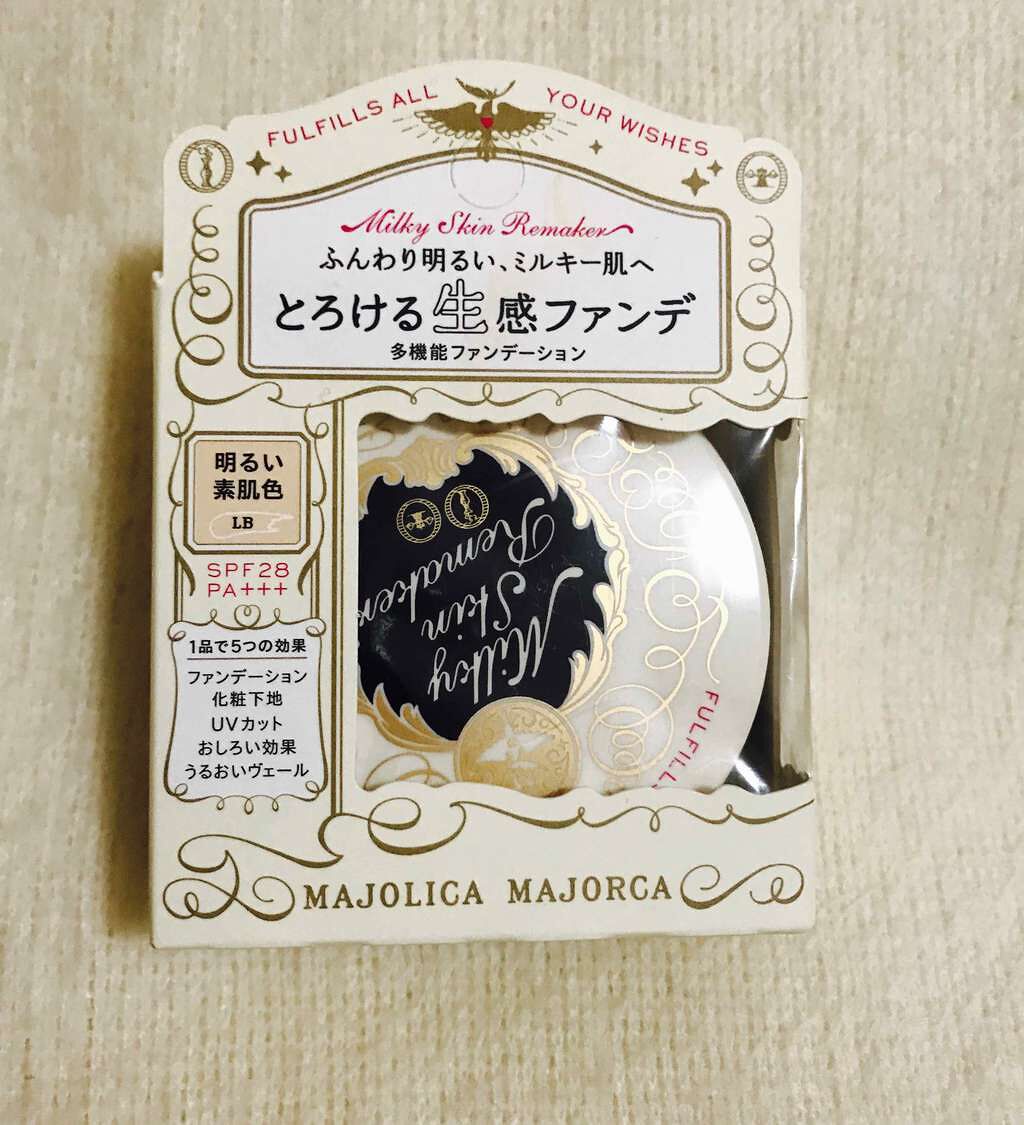 FULFILLS ALL YOUR WISHES
Milky Skin Remaker
ふんわり明るい、ミルキー肌へ
とろける生感ファンデ
多機能ファンデーション
明るい
素肌色
LB
SPF28
PA+++
1品で5つの効果
ファンデーション
化粧下地
UVカット
おしろい効果
うるおいヴェール
Milky
Skin
Remaker
FULFILL
MAJOLICA MAJORCA